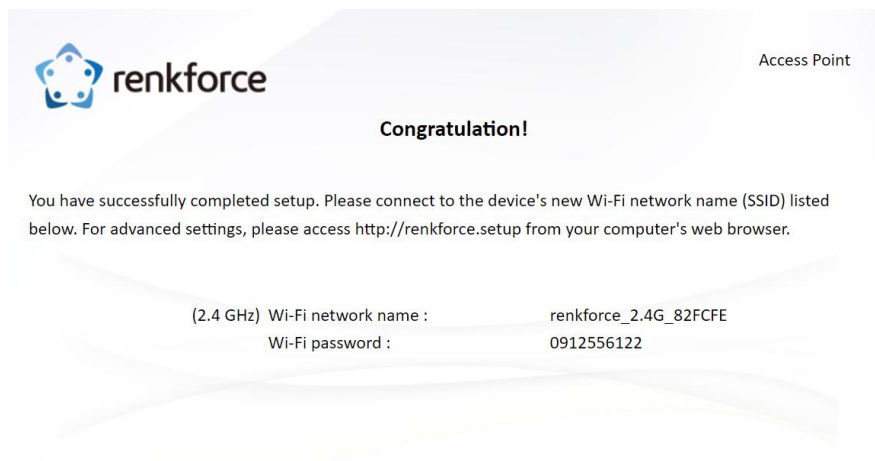 renkforce
Access Point
Congratulation!
You have successfully completed setup. Please connect to the device's new Wi-Fi network name (SSID) listed
below. For advanced settings, please access http://renkforce.setup from your computer's web browser.
(2.4 GHz) Wi-Fi network name : renkforce_2.4G_82FCFE
Wi-Fi password : 0912556122